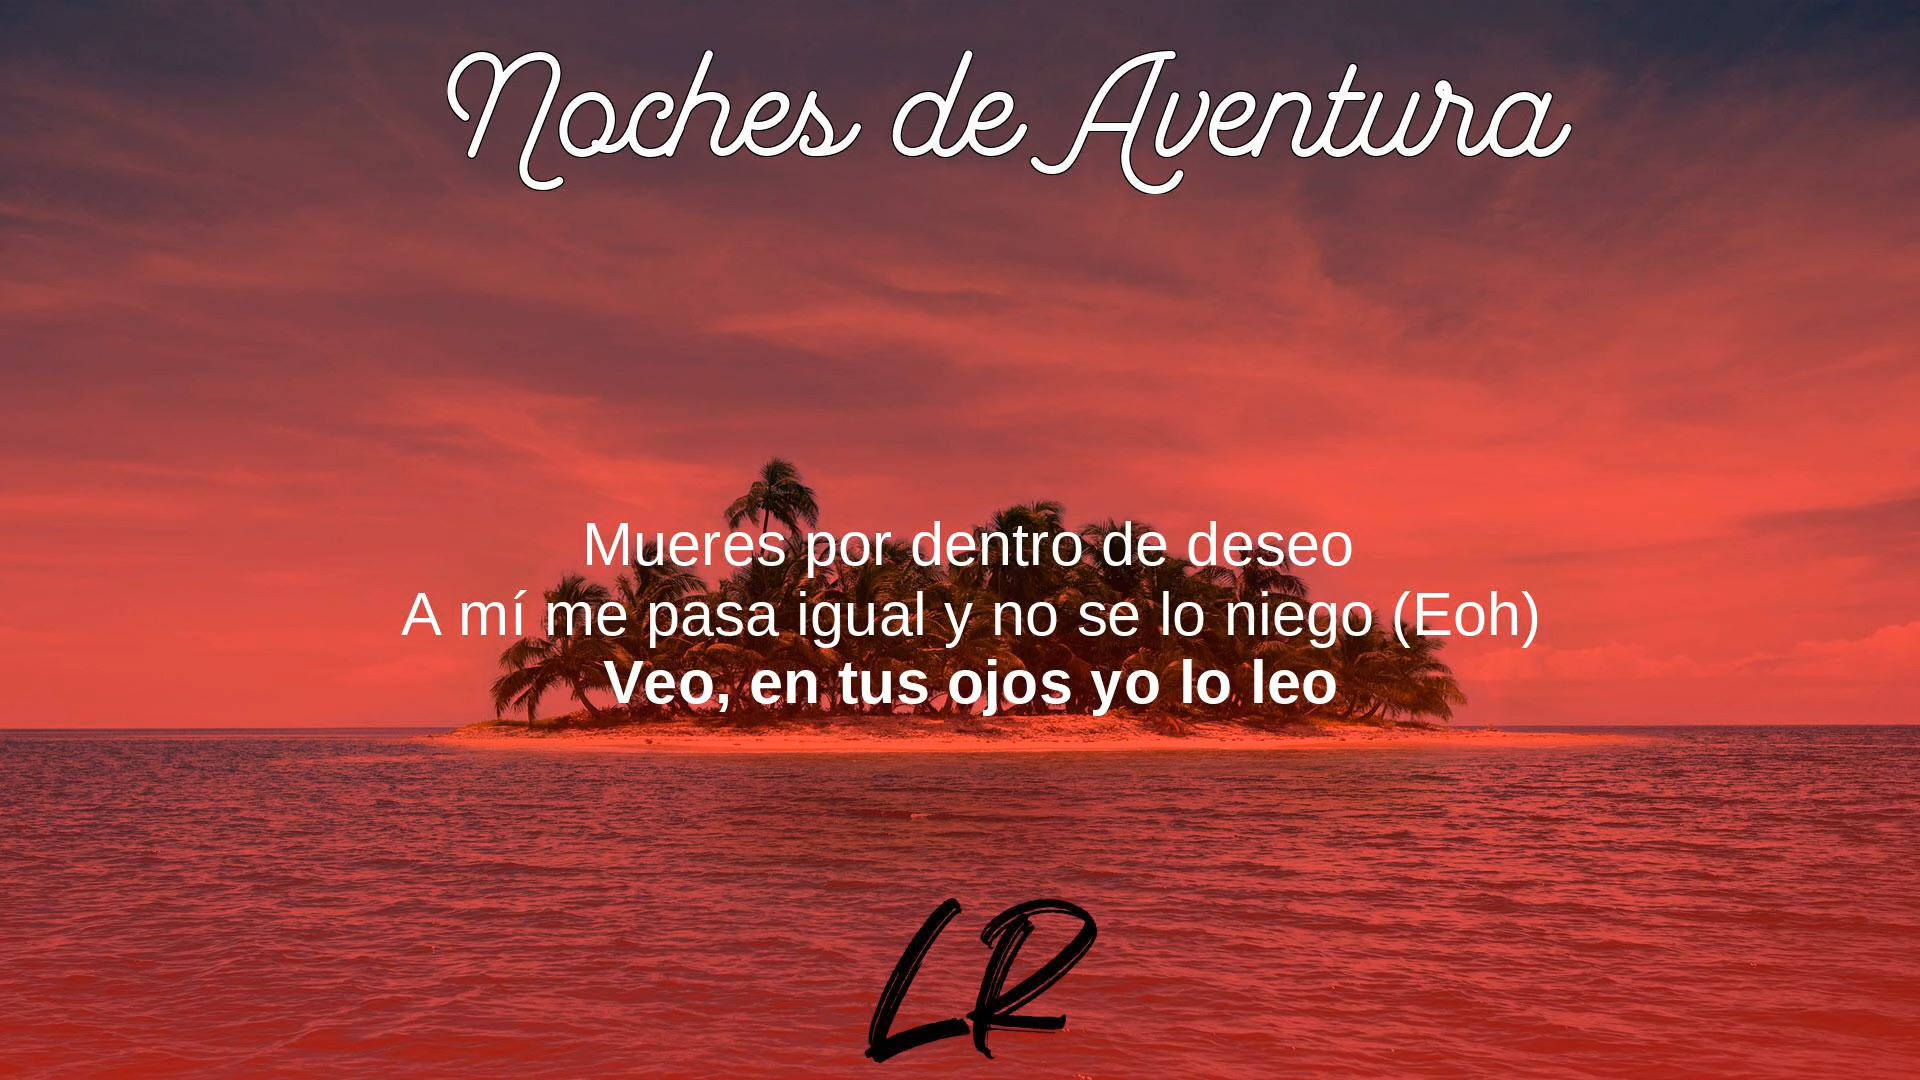 Noches de Aventura
Mueres por dentro de deseo
A mí me pasa igual y no se lo niego (Eoh)
Veo, en tus ojos yo lo leo
LR